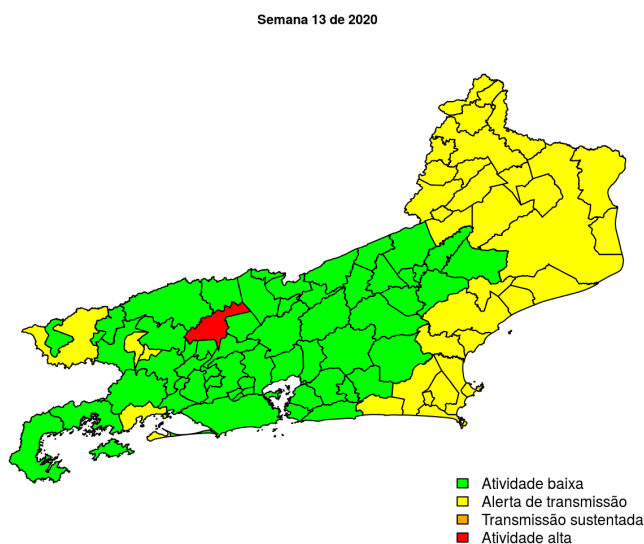 Semana 13 de 2020
Atividade baixa
Alerta de transmissão
Transmissão sustentada
Atividade alta